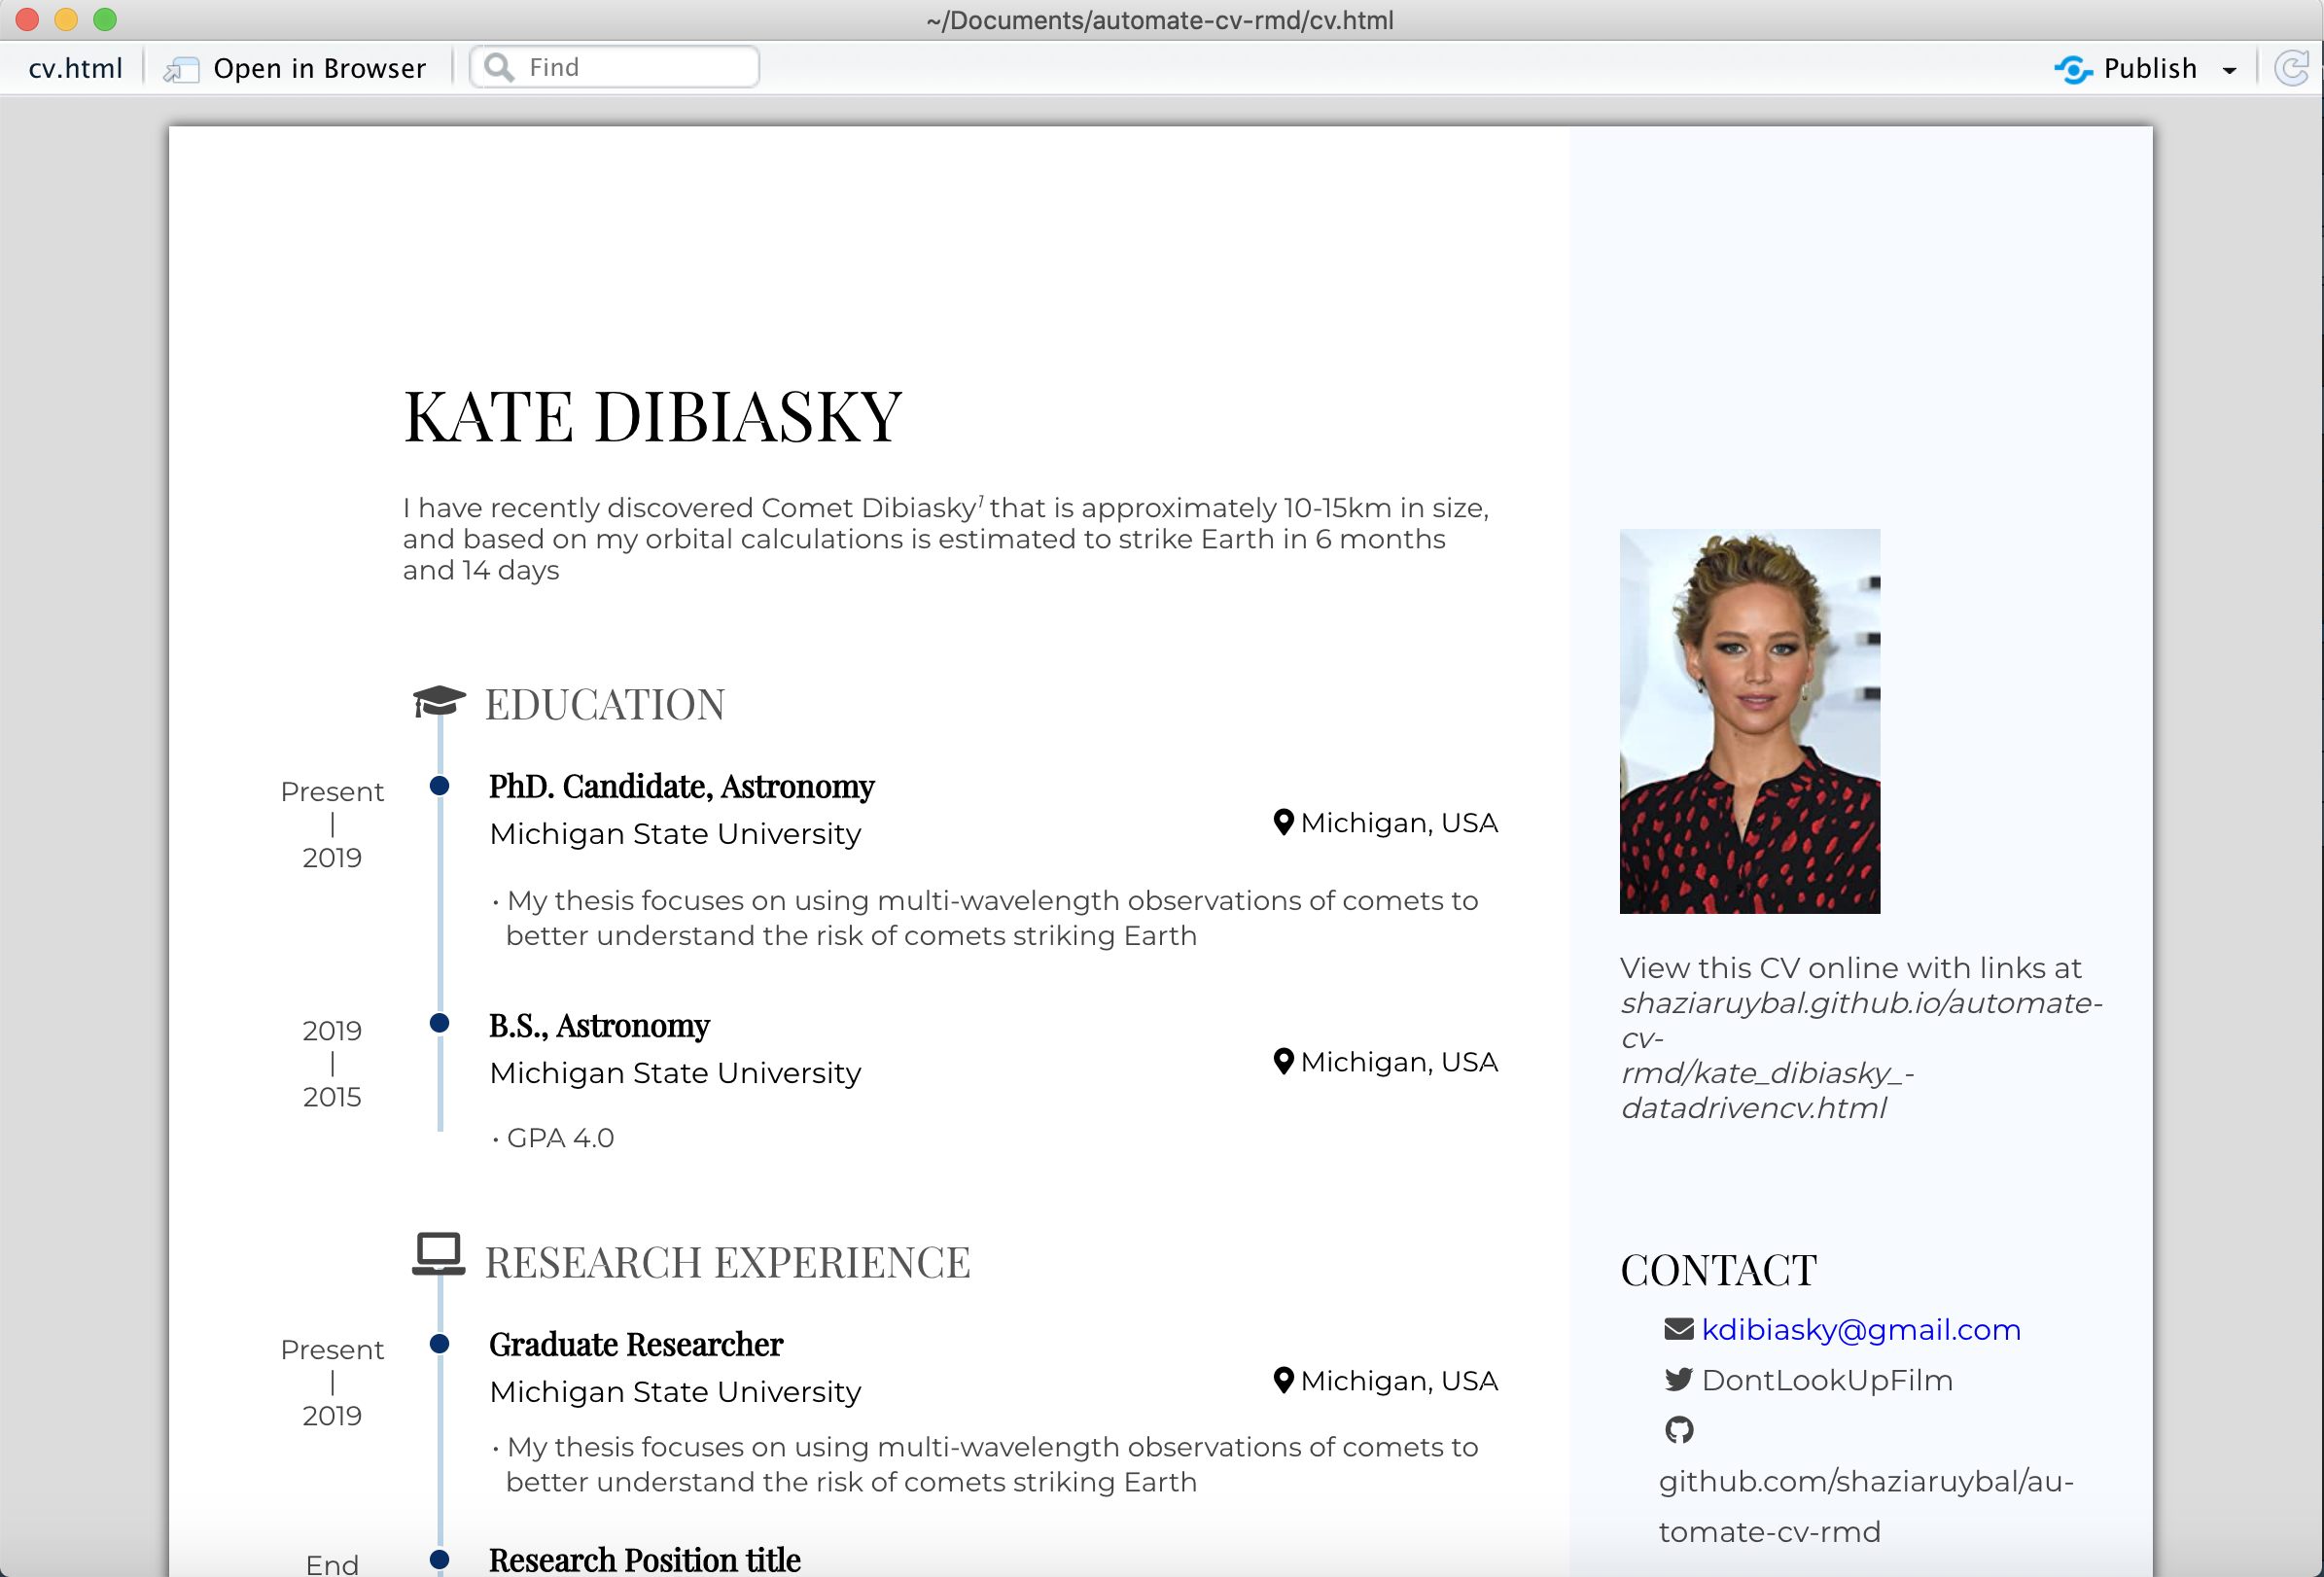 ~/Documents/automate-cv-rmd/cv.html
cv.html Open in Browser Find Publish
KATE DIBIASKY
I have recently discovered Comet Dibiasky1 that is approximately 10-15km in size,
and based on my orbital calculations is estimated to strike Earth in 6 months
and 14 days
EDUCATION
Present
|
2019
PhD. Candidate, Astronomy
Michigan State University
Michigan, USA
• My thesis focuses on using multi-wavelength observations of comets to
better understand the risk of comets striking Earth
2019
|
2015
B.S., Astronomy
Michigan State University
Michigan, USA
• GPA 4.0
RESEARCH EXPERIENCE
Present
|
2019
Graduate Researcher
Michigan State University
Michigan, USA
• My thesis focuses on using multi-wavelength observations of comets to
better understand the risk of comets striking Earth
End
Research Position title
View this CV online with links at
shaziaruybal.github.io/automate-
cv-
rmd/kate_dibiasky_-
datadrivencv.html
CONTACT
kdibiasky@gmail.com
DontLookUpFilm
github.com/shaziaruybal/au-
tomate-cv-rmd